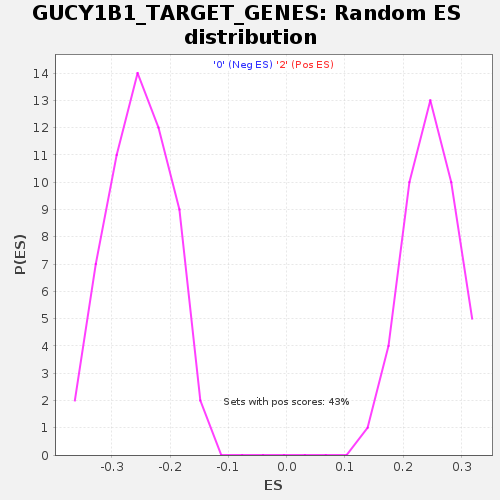 GUCY1B1_TARGET_GENES: Random ES
distribution
'0' (Neg ES) '2' (Pos ES)
P(ES)
14
13
12
11
10
9
8
7
6
5
4
3
2
1
0
Sets with pos scores: 43%
-0.3 -0.2 -0.1 0.0 0.1 0.2 0.3
ES